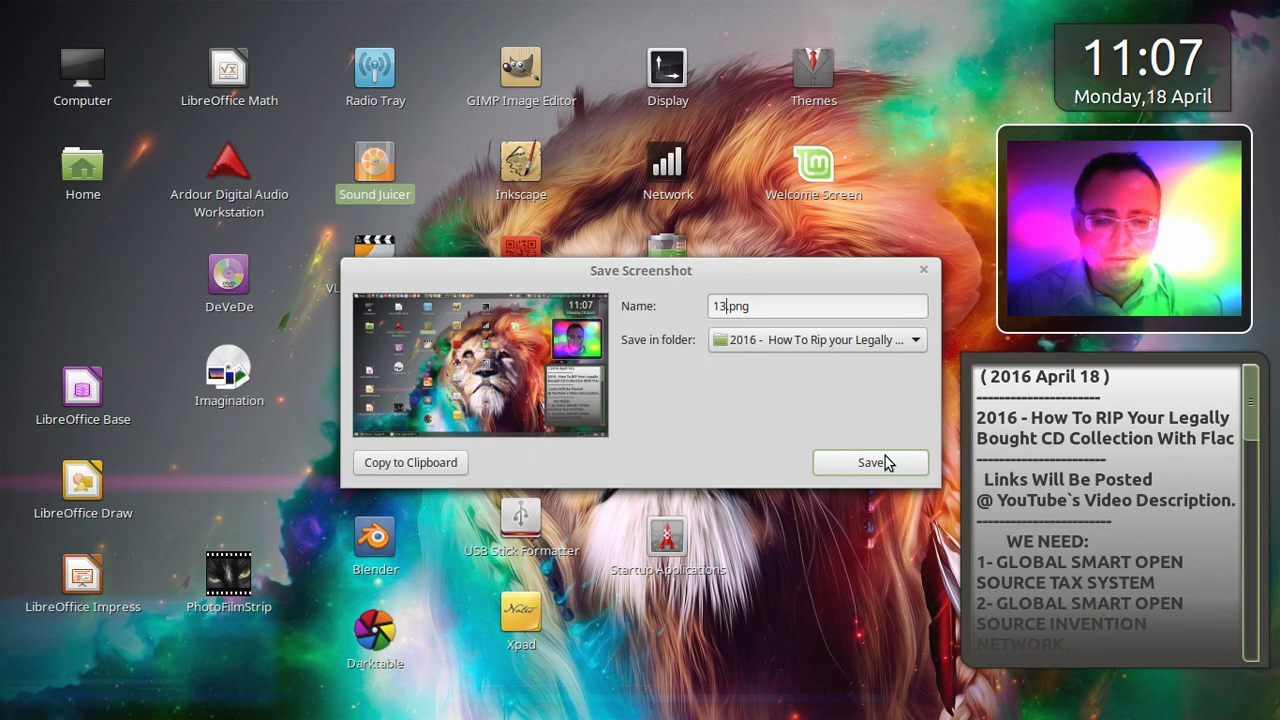 Computer
LibreOffice Math
Radio Tray
GIMP Image Editor
Display
Themes
11:07
Monday,18 April
Home
Ardour Digital Audio
Workstation
Sound Juicer
Inkscape
Network
Welcome Screen
DeVeDe
VL
Save Screenshot
Name:
13.png
Save in folder:
2016 - How To Rip your Legally ...
Copy to Clipboard
Save
11:07
LibreOffice Base
Imagination
LibreOffice Draw
LibreOffice Impress
PhotoFilmStrip
Blender
USB Stick Formatter
Startup Applications
Darktable
Notes
Xpad
( 2016 April 18 )
---------------------
2016 - How To RIP Your Legally
Bought CD Collection With Flac
----------------------
Links Will Be Posted
@ YouTube`s Video Description.
-----------------------
WE NEED:
1- GLOBAL SMART OPEN
SOURCE TAX SYSTEM
2- GLOBAL SMART OPEN
SOURCE INVENTION
NETWORK.